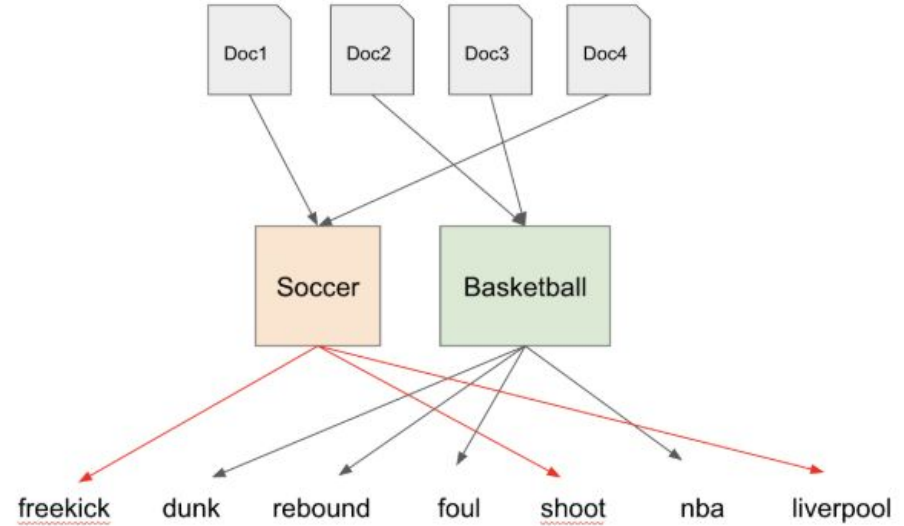 Doc1 Doc2 Doc3 Doc4
Soccer Basketball
freekick dunk rebound foul shoot nba liverpool